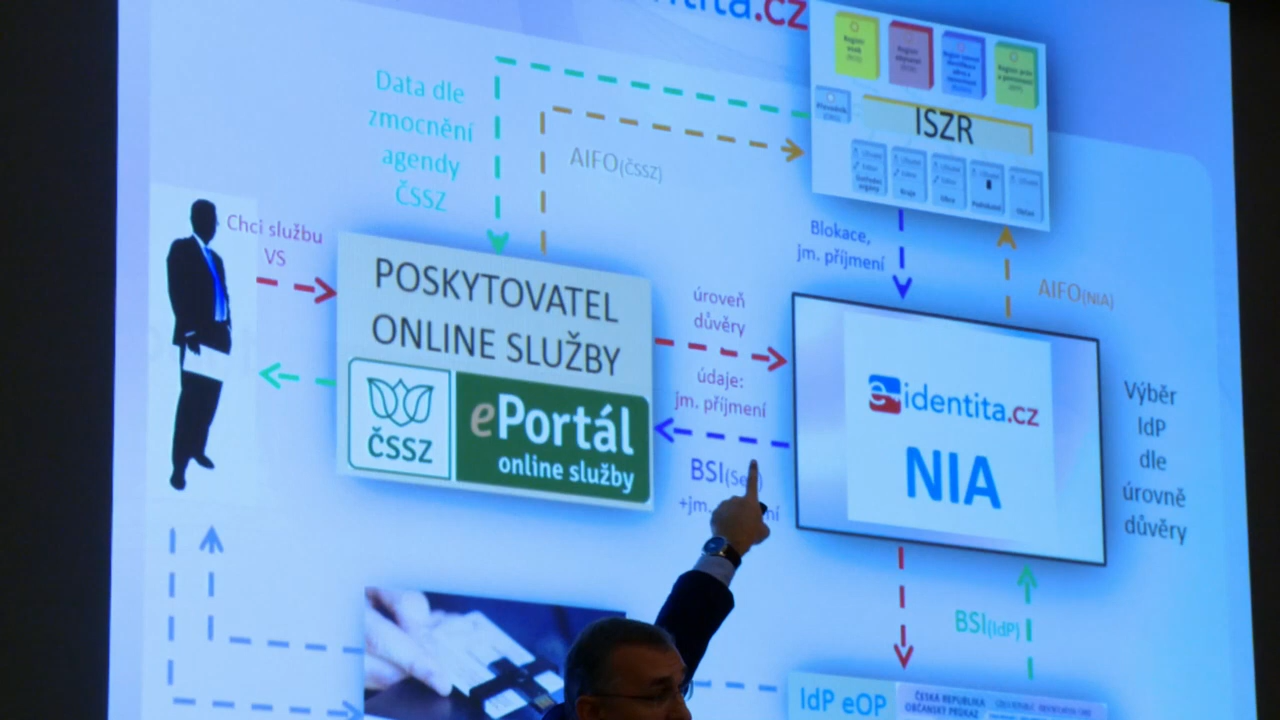 identita.cz
Data dle
zmocnění
agendy
ČSSZ
AIFO(ČSSZ)
ISZR
Chci službu
VS
Blokace,
jm. příjmení
AIFO(NIA)
POSKYTOVATEL
ONLINE SLUŽBY
ČSSZ
ePortál
online služby
úroveň
důvěry
údaje:
jm. příjmení
BSI
+jm.
e-identita.cz
NIA
Výběr
IdP
dle
úrovně
důvěry
BSI(IdP)
IdP eOP
ČESKÁ REPUBLIKA
OBČANSKÝ PRŮKAZ